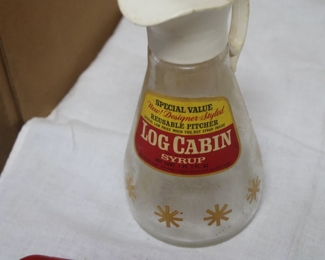 SPECIAL VALUE
New! Designer-Styled
REUSABLE PITCHER
LOG CABIN
SYRUP